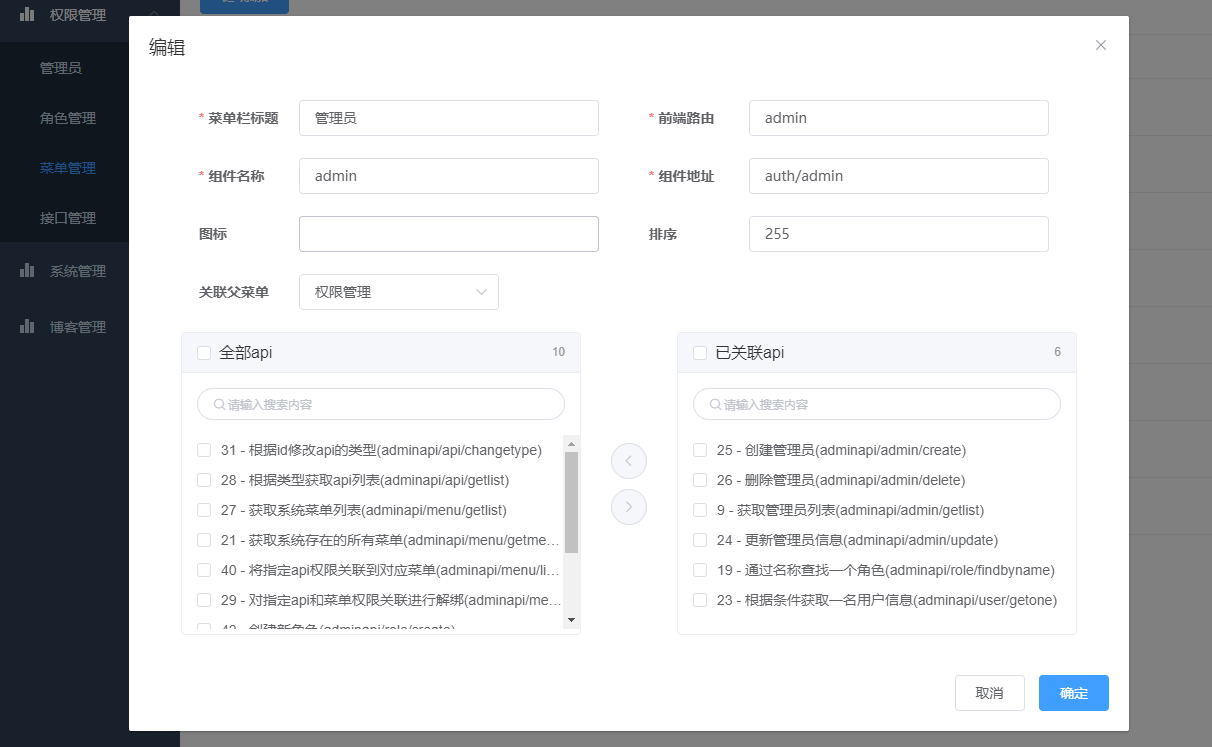 权限管理
管理员
角色管理
菜单管理
接口管理
系统管理
博客管理
编辑
* 菜单栏标题 管理员
* 前端路由 admin
* 组件名称 admin
* 组件地址 auth/admin
图标
排序 255
关联父菜单 权限管理
全部api 10
请输入搜索内容
31 - 根据id修改api的类型(adminapi/api/changetype)
28 - 根据类型获取api列表(adminapi/api/getlist)
27 - 获取系统菜单列表(adminapi/menu/getlist)
21 - 获取系统存在的所有菜单(adminapi/menu/getme…
40 - 将指定api权限关联到对应菜单(adminapi/menu/li…
29 - 对指定api和菜单权限关联进行解绑(adminapi/me…
42 - 创建新角色(adminapi/role/create)
已关联api 6
请输入搜索内容
25 - 创建管理员(adminapi/admin/create)
26 - 删除管理员(adminapi/admin/delete)
9 - 获取管理员列表(adminapi/admin/getlist)
24 - 更新管理员信息(adminapi/admin/update)
19 - 通过名称查找一个角色(adminapi/role/findbyname)
23 - 根据条件获取一名用户信息(adminapi/user/getone)
取消
确定